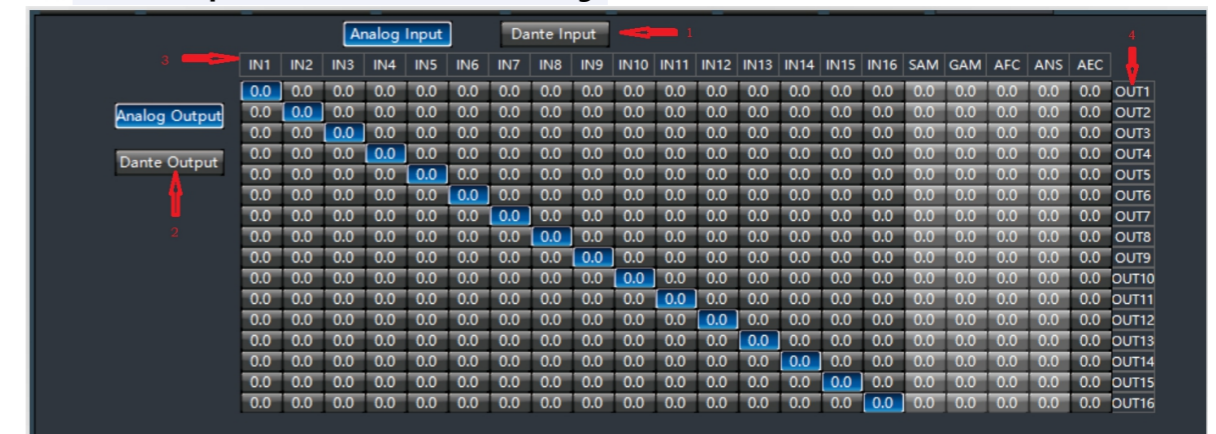 Analog Input Dante Input 1
3 IN1 IN2 IN3 IN4 IN5 IN6 IN7 IN8 IN9 IN10 IN11 IN12 IN13 IN14 IN15 IN16 SAM GAM AFC ANS AEC 4
0.0 0.0 0.0 0.0 0.0 0.0 0.0 0.0 0.0 0.0 0.0 0.0 0.0 0.0 0.0 0.0 0.0 0.0 0.0 0.0 0.0 OUT1
Analog Output 0.0 0.0 0.0 0.0 0.0 0.0 0.0 0.0 0.0 0.0 0.0 0.0 0.0 0.0 0.0 0.0 0.0 0.0 0.0 0.0 0.0 OUT2
0.0 0.0 0.0 0.0 0.0 0.0 0.0 0.0 0.0 0.0 0.0 0.0 0.0 0.0 0.0 0.0 0.0 0.0 0.0 0.0 0.0 OUT3
Dante Output 0.0 0.0 0.0 0.0 0.0 0.0 0.0 0.0 0.0 0.0 0.0 0.0 0.0 0.0 0.0 0.0 0.0 0.0 0.0 0.0 0.0 OUT4
0.0 0.0 0.0 0.0 0.0 0.0 0.0 0.0 0.0 0.0 0.0 0.0 0.0 0.0 0.0 0.0 0.0 0.0 0.0 0.0 0.0 OUT5
0.0 0.0 0.0 0.0 0.0 0.0 0.0 0.0 0.0 0.0 0.0 0.0 0.0 0.0 0.0 0.0 0.0 0.0 0.0 0.0 0.0 OUT6
0.0 0.0 0.0 0.0 0.0 0.0 0.0 0.0 0.0 0.0 0.0 0.0 0.0 0.0 0.0 0.0 0.0 0.0 0.0 0.0 0.0 OUT7
2 0.0 0.0 0.0 0.0 0.0 0.0 0.0 0.0 0.0 0.0 0.0 0.0 0.0 0.0 0.0 0.0 0.0 0.0 0.0 0.0 0.0 OUT8
0.0 0.0 0.0 0.0 0.0 0.0 0.0 0.0 0.0 0.0 0.0 0.0 0.0 0.0 0.0 0.0 0.0 0.0 0.0 0.0 0.0 OUT9
0.0 0.0 0.0 0.0 0.0 0.0 0.0 0.0 0.0 0.0 0.0 0.0 0.0 0.0 0.0 0.0 0.0 0.0 0.0 0.0 0.0 OUT10
0.0 0.0 0.0 0.0 0.0 0.0 0.0 0.0 0.0 0.0 0.0 0.0 0.0 0.0 0.0 0.0 0.0 0.0 0.0 0.0 0.0 OUT11
0.0 0.0 0.0 0.0 0.0 0.0 0.0 0.0 0.0 0.0 0.0 0.0 0.0 0.0 0.0 0.0 0.0 0.0 0.0 0.0 0.0 OUT12
0.0 0.0 0.0 0.0 0.0 0.0 0.0 0.0 0.0 0.0 0.0 0.0 0.0 0.0 0.0 0.0 0.0 0.0 0.0 0.0 0.0 OUT13
0.0 0.0 0.0 0.0 0.0 0.0 0.0 0.0 0.0 0.0 0.0 0.0 0.0 0.0 0.0 0.0 0.0 0.0 0.0 0.0 0.0 OUT14
0.0 0.0 0.0 0.0 0.0 0.0 0.0 0.0 0.0 0.0 0.0 0.0 0.0 0.0 0.0 0.0 0.0 0.0 0.0 0.0 0.0 OUT15
0.0 0.0 0.0 0.0 0.0 0.0 0.0 0.0 0.0 0.0 0.0 0.0 0.0 0.0 0.0 0.0 0.0 0.0 0.0 0.0 0.0 OUT16